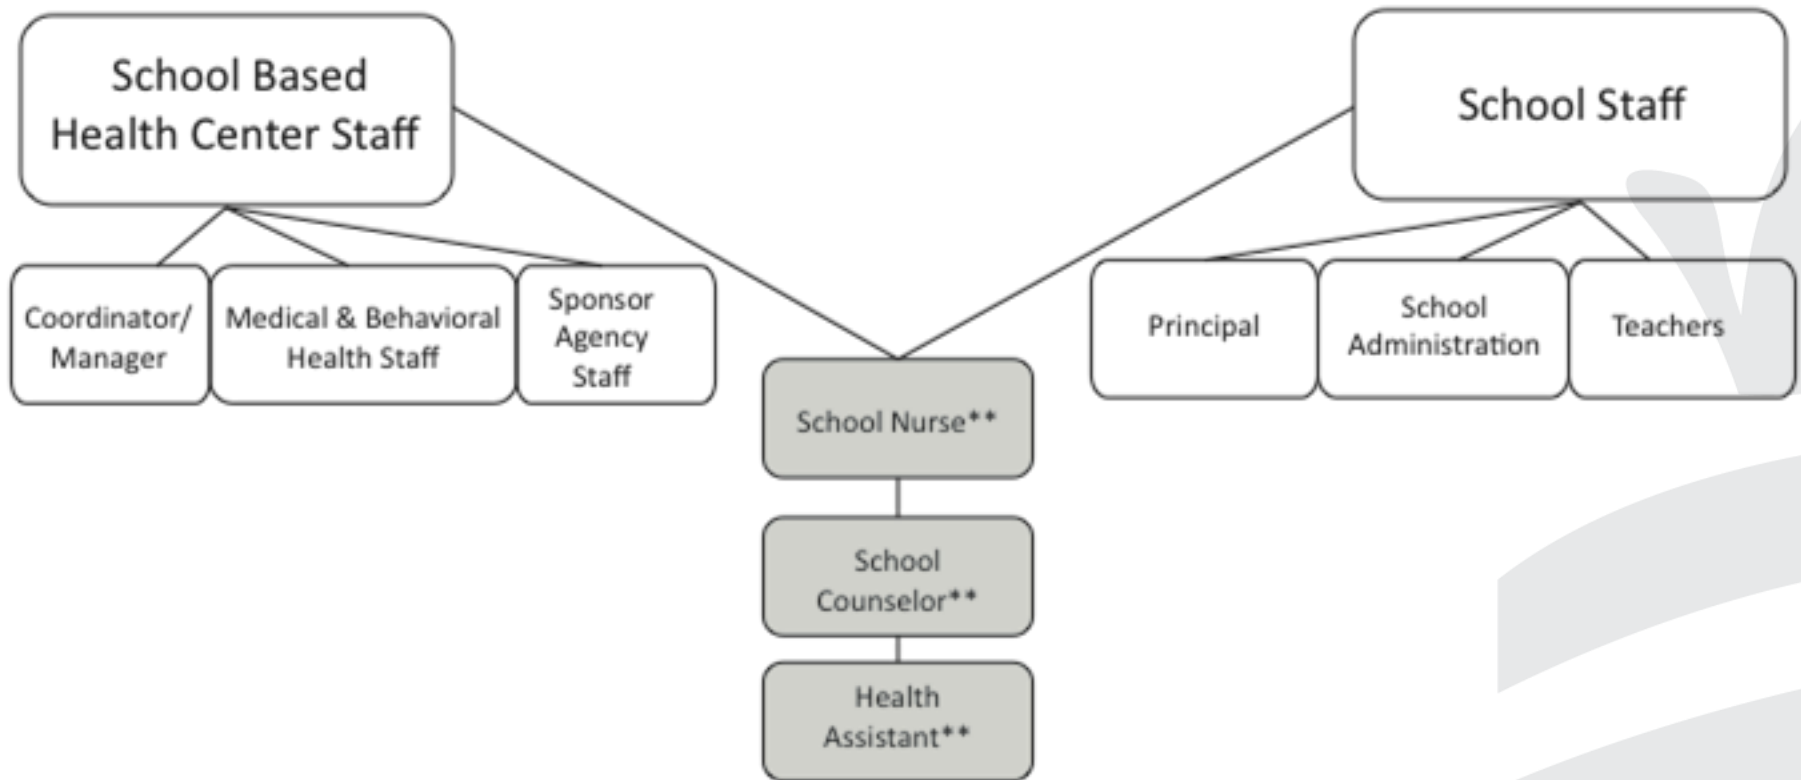 School Based
Health Center Staff
School Staff
Coordinator/
Manager
Medical & Behavioral
Health Staff
Sponsor
Agency
Staff
Principal
School
Administration
Teachers
School Nurse**
School
Counselor**
Health
Assistant**